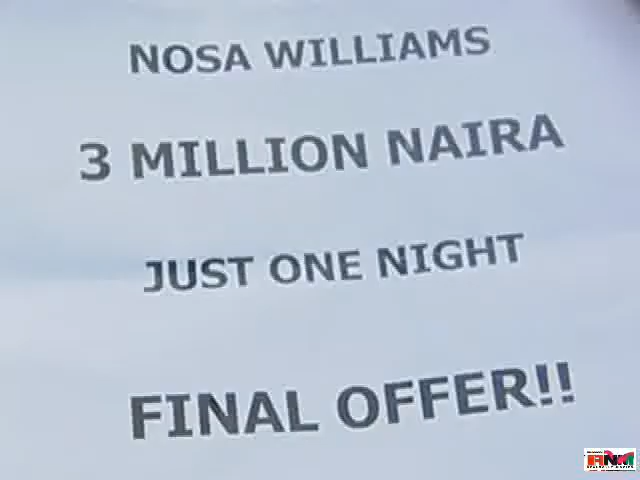 NOSA WILLIAMS
3 MILLION NAIRA
JUST ONE NIGHT
FINAL OFFER!!